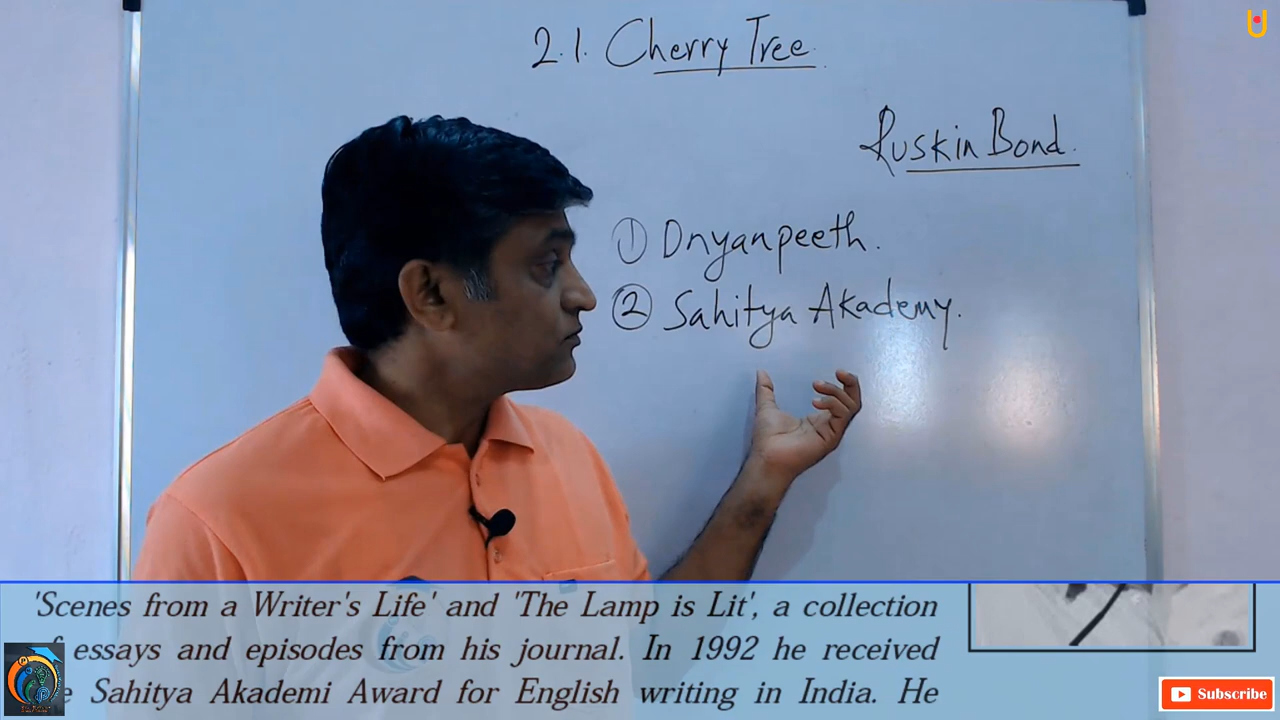 2.1. Cherry Tree.
Ruskin Bond.
1 Dnyanpeeth.
2 Sahitya Akademy.
'Scenes from a Writer's Life' and 'The Lamp is Lit', a collection
essays and episodes from his journal. In 1992 he received
Sahitya Akademi Award for English writing in India. He
Subscribe